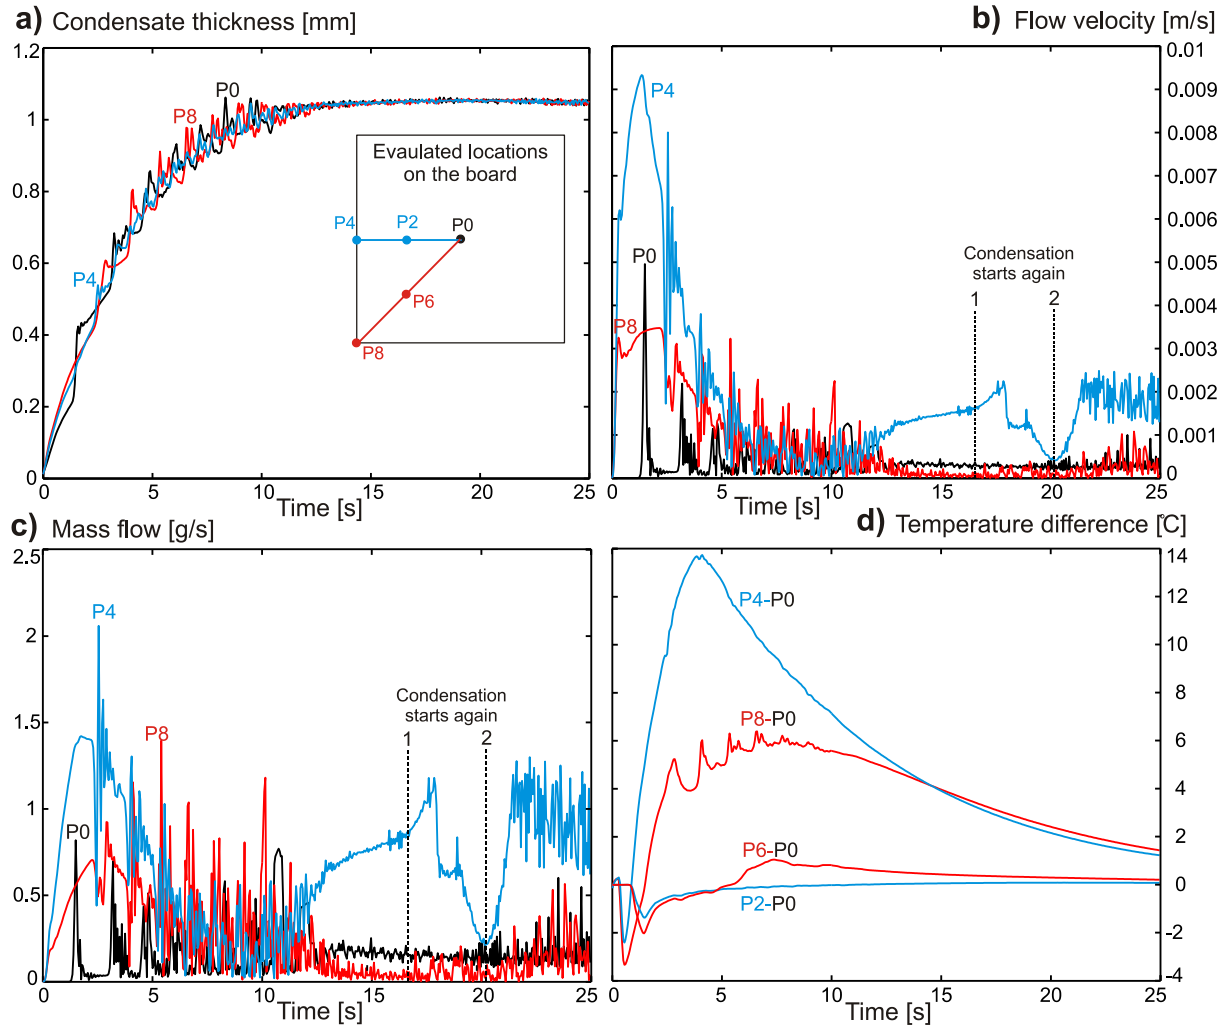 a) Condensate thickness [mm]
1.2
1
0.8
0.6
0.4
0.2
0
0
5
10
15
20
25
Time [s]
P0
P8
P4
Evaulated locations
on the board
P4
P2
P0
P6
P8
b) Flow velocity [m/s]
0.01
0.009
0.008
0.007
0.006
0.005
0.004
0.003
0.002
0.001
0
0
5
10
15
20
25
Time [s]
P4
P0
P8
Condensation
starts again
1
2
c) Mass flow [g/s]
2.5
2
1.5
1
0.5
0
0
5
10
15
20
25
Time [s]
P4
P8
P0
Condensation
starts again
1
2
d) Temperature difference [°C]
14
12
10
8
6
4
2
0
-2
-4
0
5
10
15
20
25
Time [s]
P4-P0
P8-P0
P6-P0
P2-P0